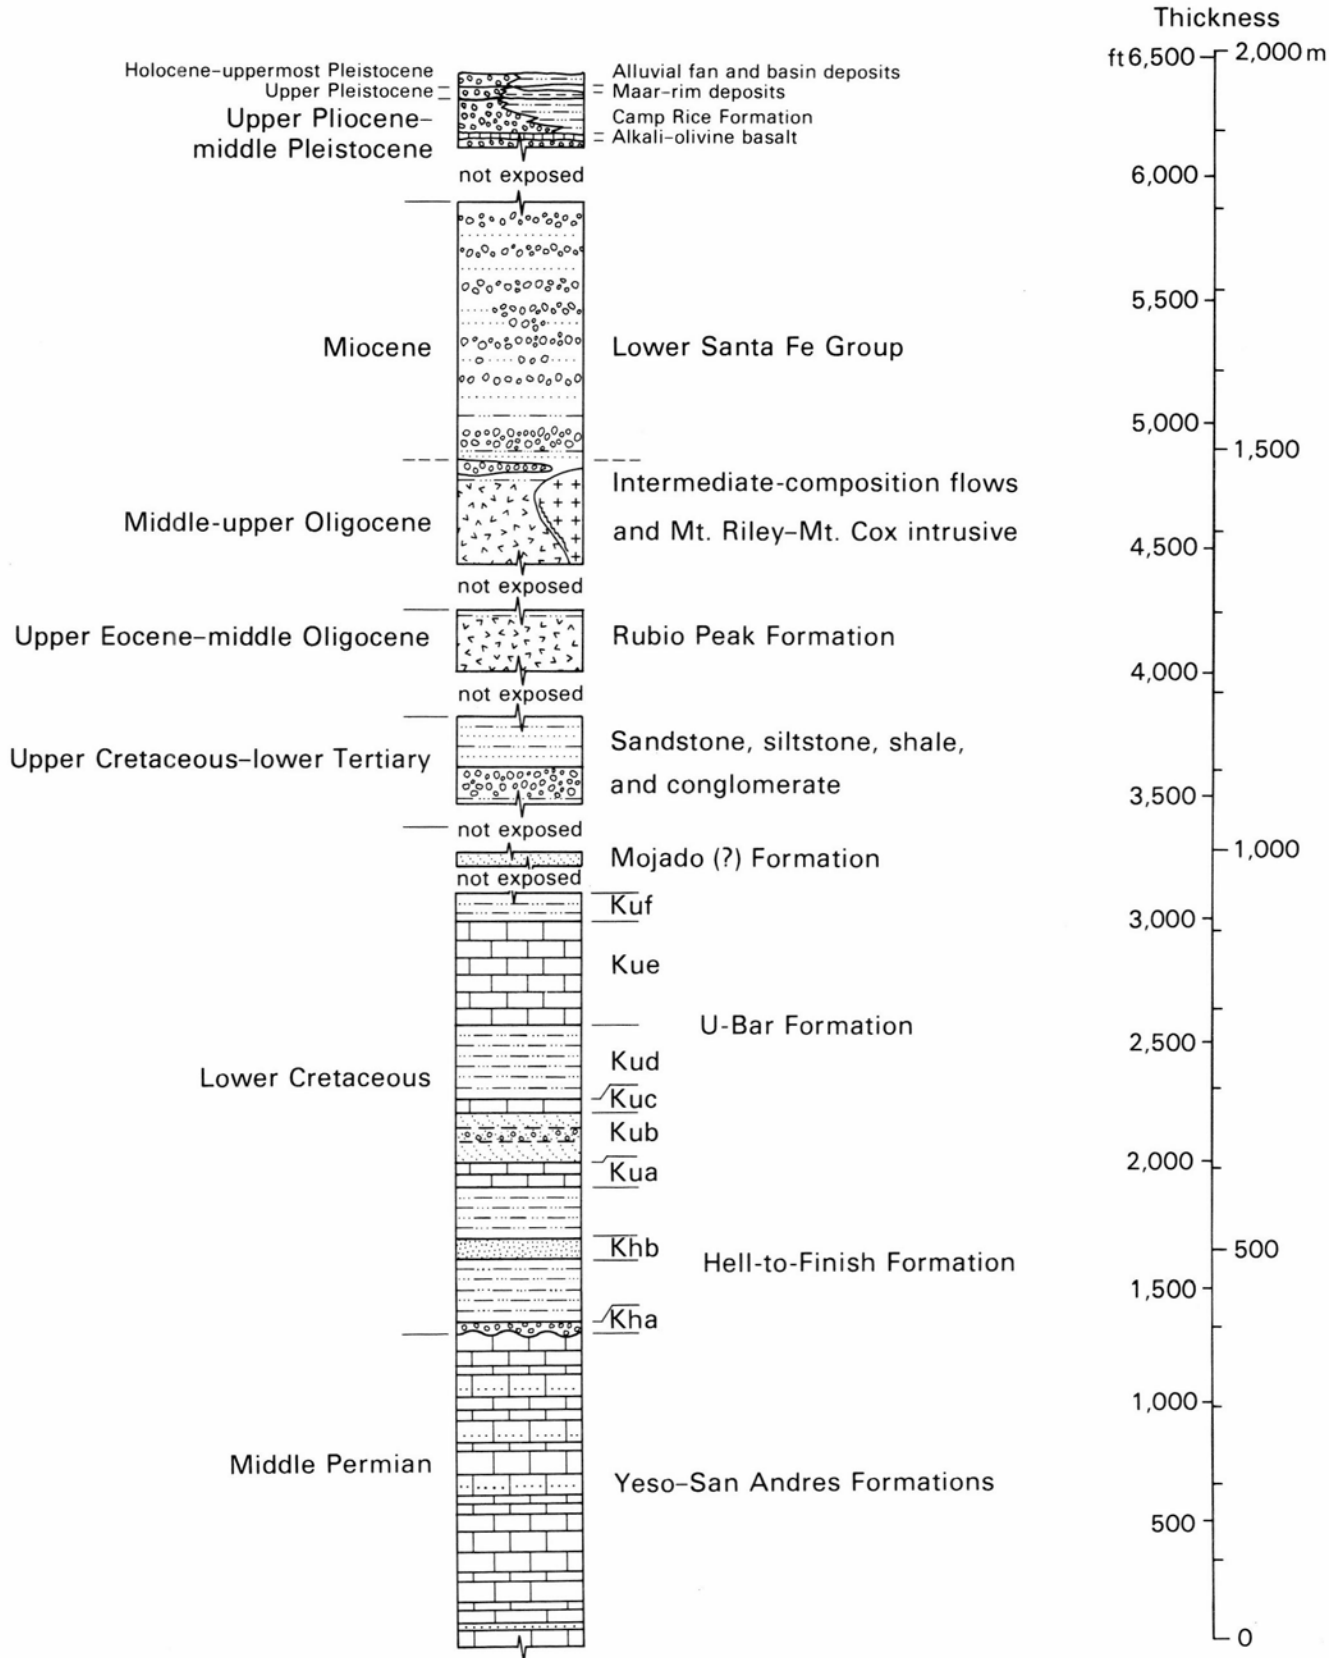 Thickness
ft 6,500
2,000 m
Holocene–uppermost Pleistocene
Alluvial fan and basin deposits
Upper Pleistocene
Maar–rim deposits
Upper Pliocene–
middle Pleistocene
Camp Rice Formation
Alkali–olivine basalt
not exposed
6,000
5,500
Miocene
Lower Santa Fe Group
5,000
1,500
Middle-upper Oligocene
Intermediate-composition flows
and Mt. Riley–Mt. Cox intrusive
4,500
not exposed
Upper Eocene–middle Oligocene
Rubio Peak Formation
4,000
not exposed
Upper Cretaceous–lower Tertiary
Sandstone, siltstone, shale,
and conglomerate
3,500
not exposed
Mojado (?) Formation
1,000
not exposed
Kuf
3,000
Kue
U-Bar Formation
2,500
Kud
Lower Cretaceous
Kuc
Kub
Kua
2,000
Khb
500
Hell-to-Finish Formation
1,500
Kha
1,000
Middle Permian
Yeso–San Andres Formations
500
0